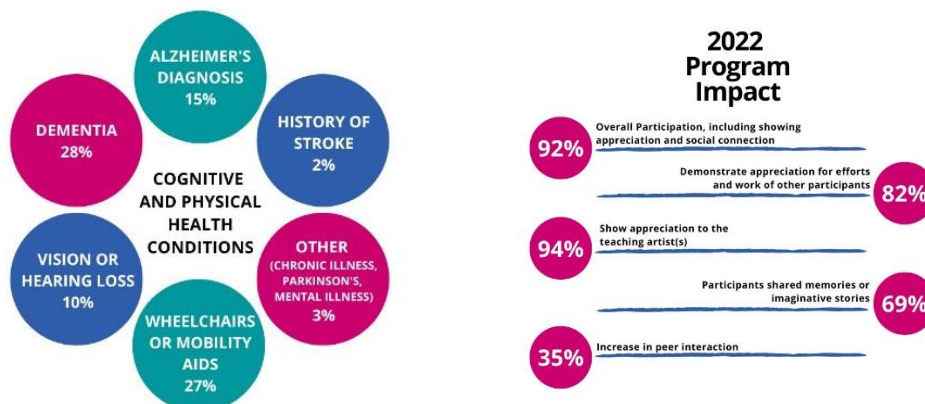 ALZHEIMER'S
DIAGNOSIS
15%
HISTORY OF
STROKE
2%
OTHER
(CHRONIC ILLNESS,
PARKINSON'S,
MENTAL ILLNESS)
3%
WHEELCHAIRS
OR MOBILITY
AIDS
27%
VISION OR
HEARING LOSS
10%
DEMENTIA
28%
COGNITIVE
AND PHYSICAL
HEALTH
CONDITIONS
2022
Program
Impact
92%
Overall Participation, including showing
appreciation and social connection
Demonstrate appreciation for efforts
and work of other participants
82%
94%
Show appreciation to the
teaching artist(s)
Participants shared memories or
imaginative stories
69%
35%
Increase in peer interaction